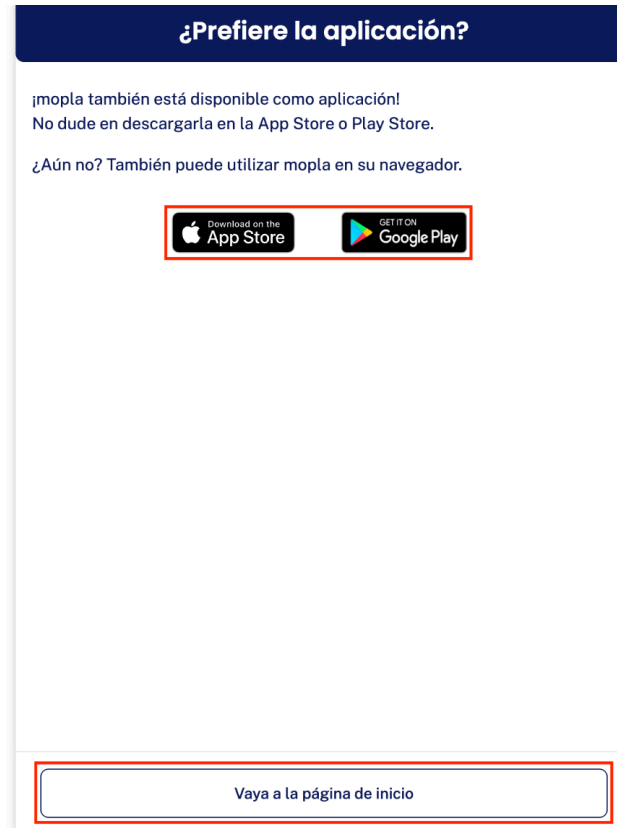 ¿Prefiere la aplicación?
¡mopla también está disponible como aplicación!
No dude en descargarla en la App Store o Play Store.
¿Aún no? También puede utilizar mopla en su navegador.
Download on the
App Store
GET IT ON
Google Play
Vaya a la página de inicio